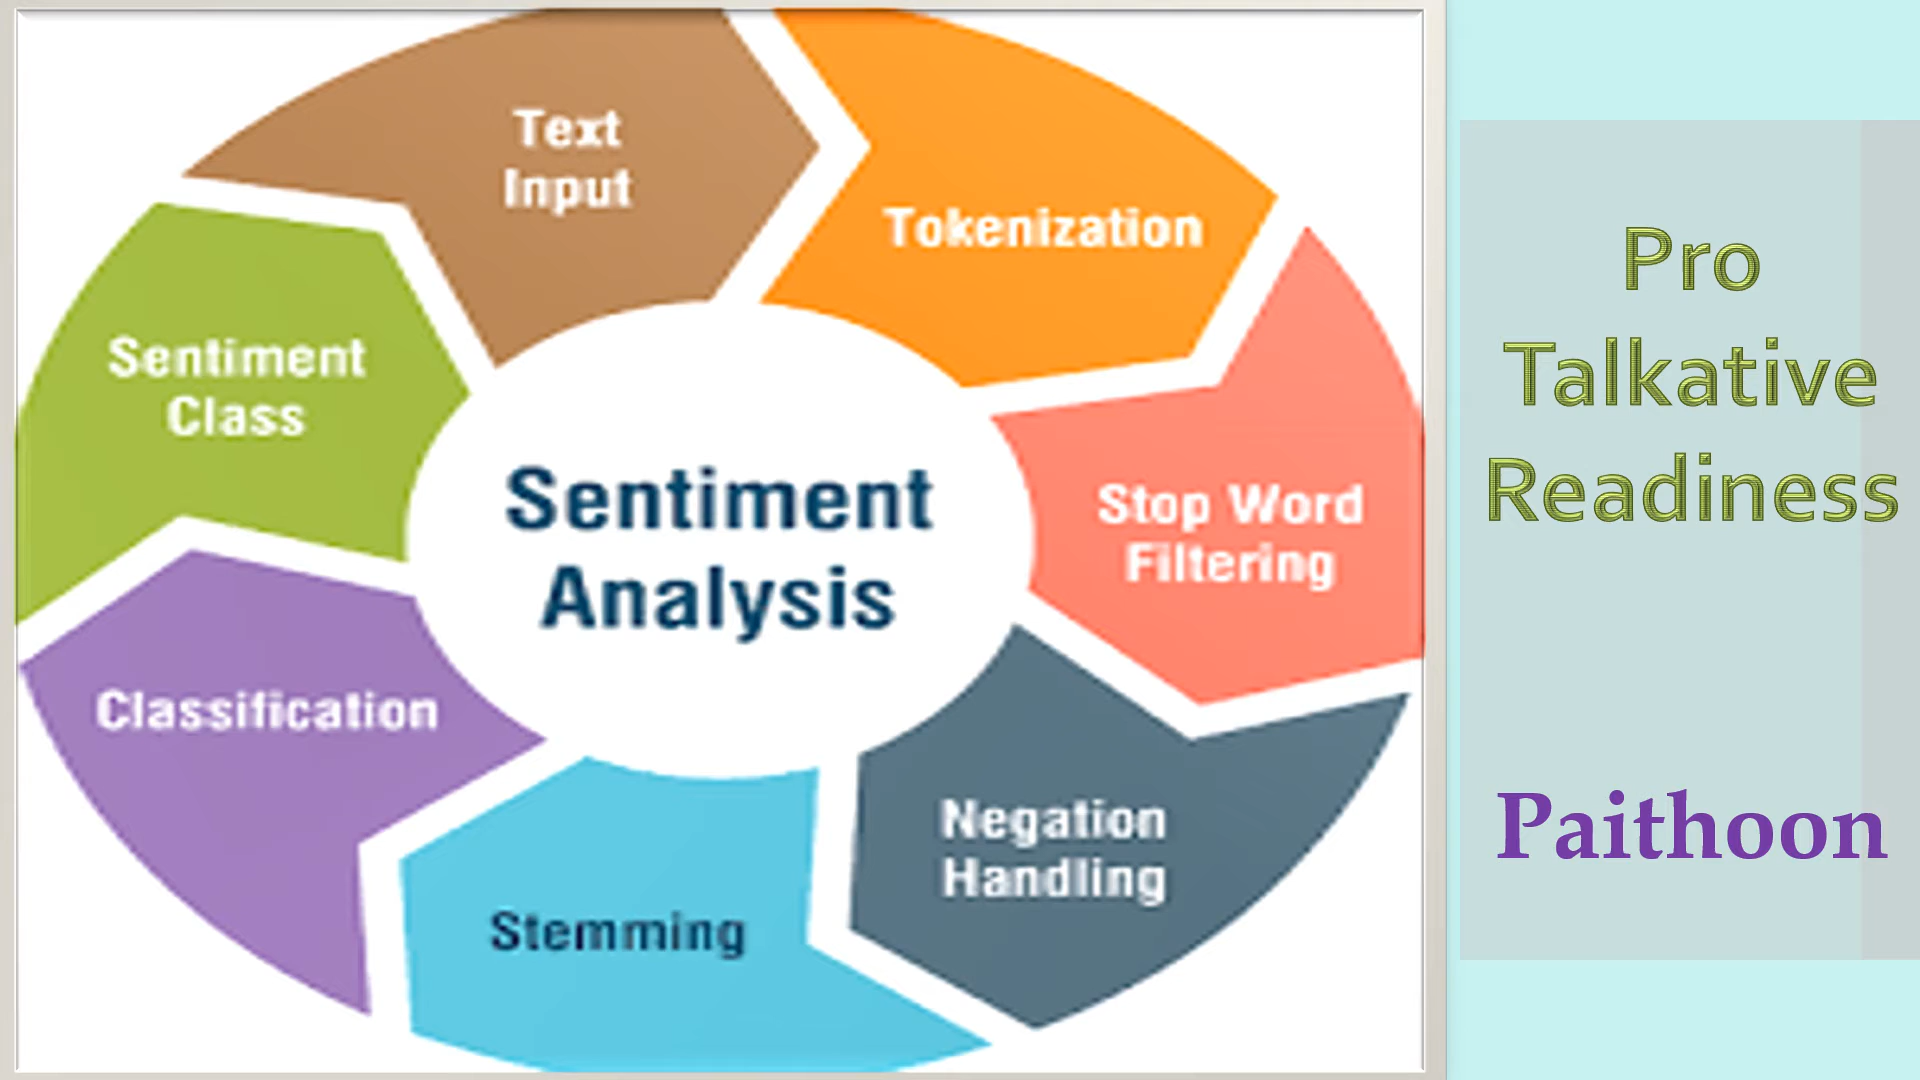 Text
Input
Tokenization
Stop Word
Filtering
Negation
Handling
Stemming
Classification
Sentiment
Class
Sentiment
Analysis
Pro
Talkative
Readiness
Paithoon